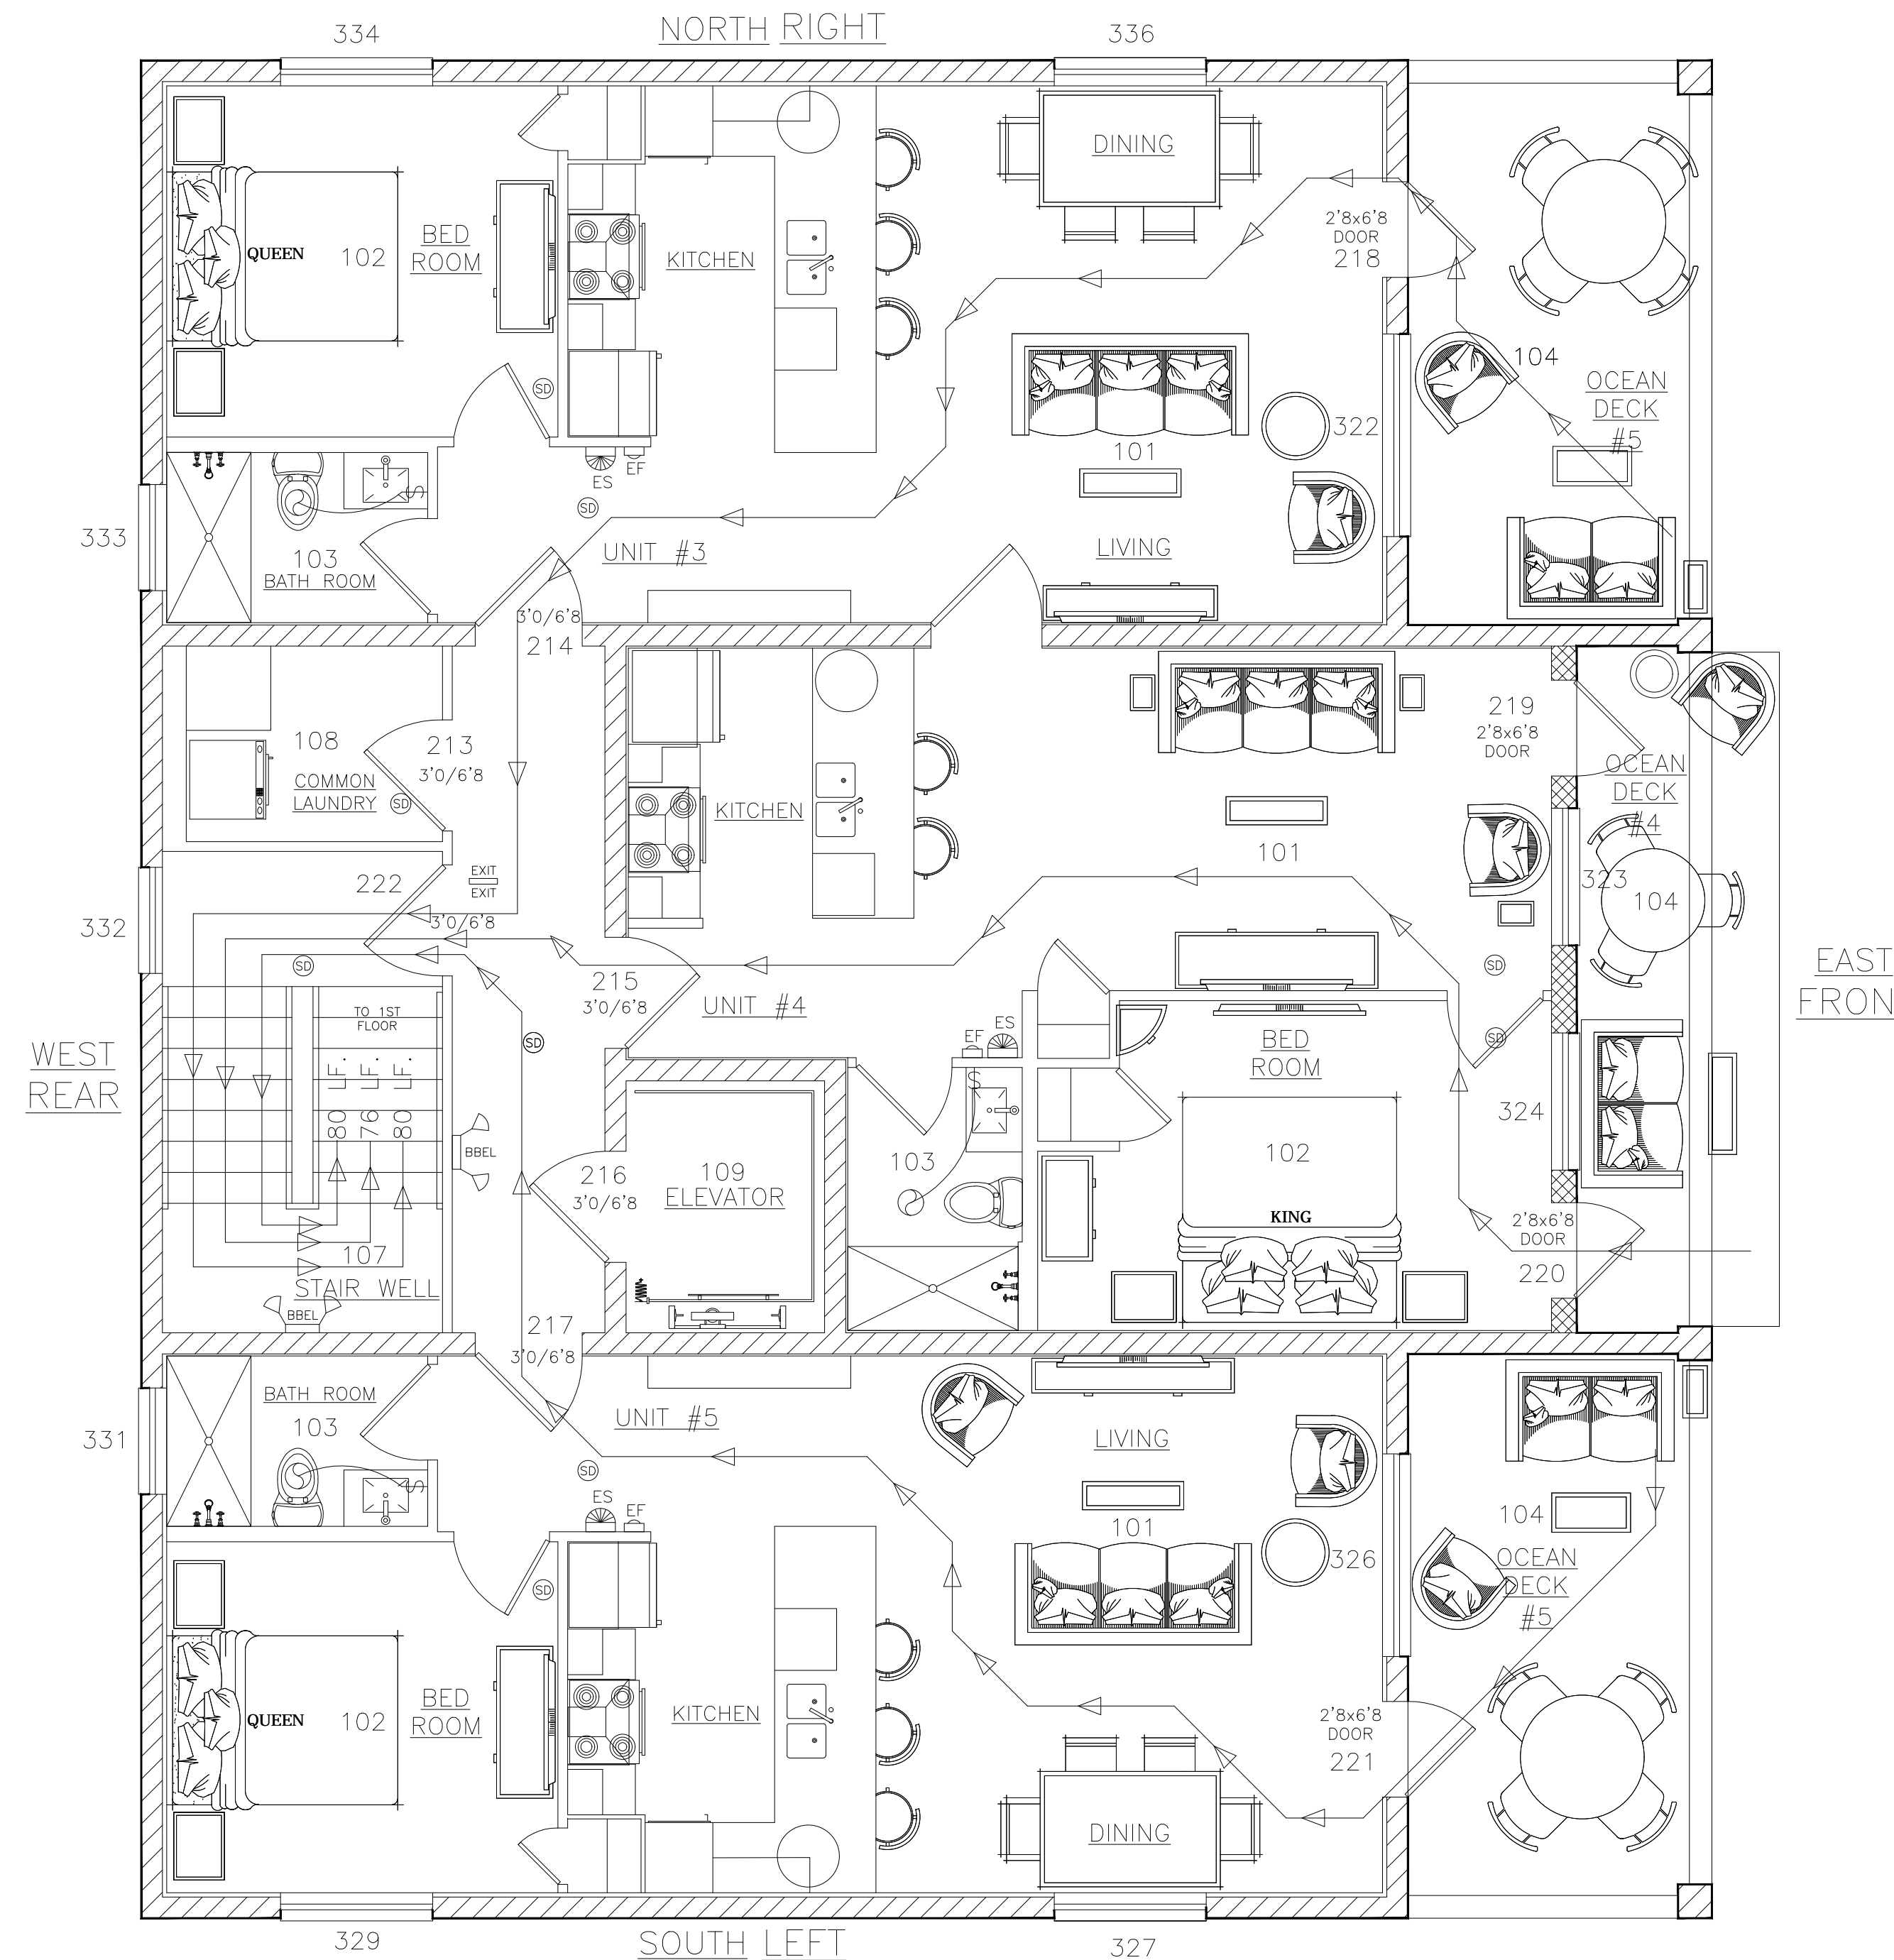 334
NORTH RIGHT
336
DINING
2'8x6'8
DOOR
218
BED
ROOM
QUEEN
102
KITCHEN
SD
104
OCEAN
DECK
#5
322
101
ES
EF
SD
S
333
103
BATH ROOM
UNIT #3
LIVING
3'0/6'8
214
108
COMMON
LAUNDRY
SD
213
3'0/6'8
KITCHEN
219
2'8x6'8
DOOR
OCEAN
DECK
#4
101
323
104
222
EXIT
EXIT
3'0/6'8
332
SD
215
3'0/6'8
UNIT #4
SD
EAST
FRON
TO 1ST
FLOOR
WEST
REAR
80 LF.
76 LF.
80 LF.
SD
EF
ES
S
BED
ROOM
SD
324
BBEL
216
3'0/6'8
109
ELEVATOR
103
102
KING
2'8x6'8
DOOR
220
107
STAIR WELL
BBEL
217
3'0/6'8
BATH ROOM
103
331
S
UNIT #5
SD
ES
EF
LIVING
101
326
104
OCEAN
DECK
#5
SD
BED
ROOM
QUEEN
102
KITCHEN
2'8x6'8
DOOR
221
DINING
329
SOUTH LEFT
327